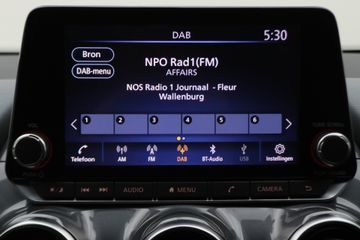 DAB 5:30
Bron
NPO Rad1(FM)
DAB-menu
AFFAIRS
NOS Radio 1 Journaal - Fleur
Wallenburg
1 2 3 4 5 6
Telefoon AM FM DAB BT-Audio USB Instellingen
VOL
AUDIO MENU CAMERA